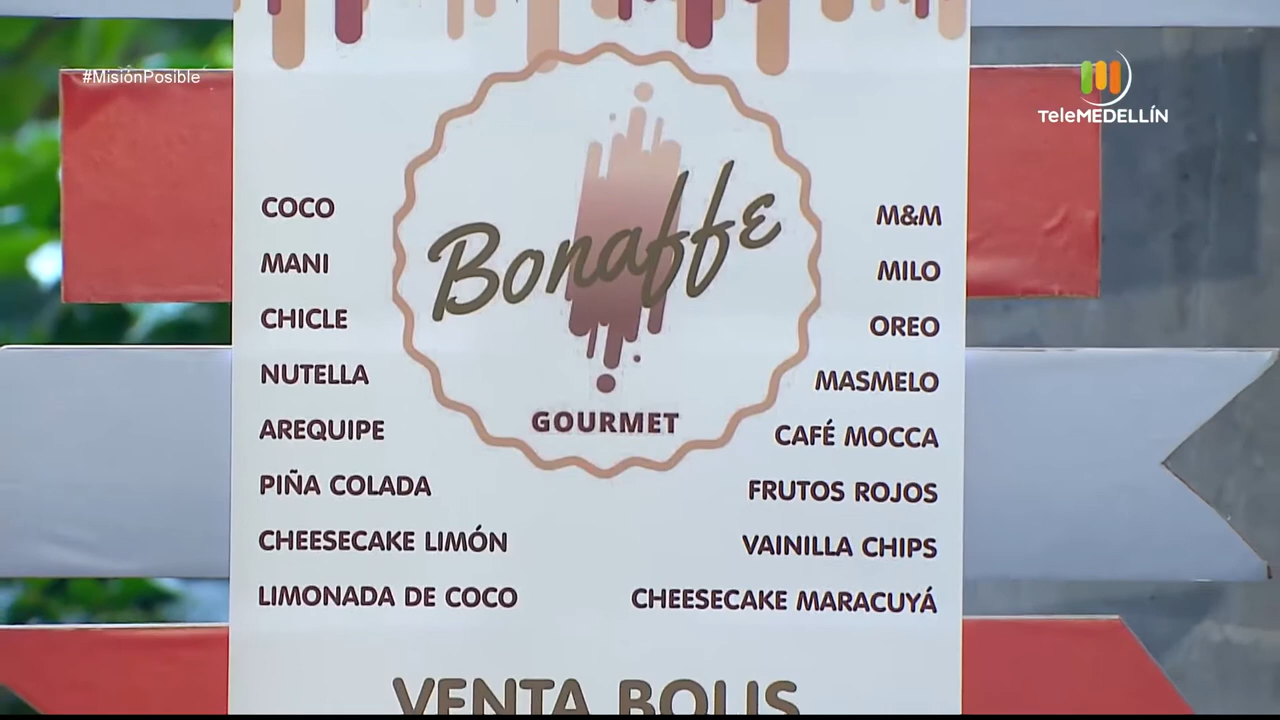 #MisiónPosible
TeleMEDELLÍN
Bonaffe
GOURMET
COCO
MANI
CHICLE
NUTELLA
AREQUIPE
PIÑA COLADA
CHEESECAKE LIMÓN
LIMONADA DE COCO
M&M
MILO
OREO
MASMELO
CAFÉ MOCCA
FRUTOS ROJOS
VAINILLA CHIPS
CHEESECAKE MARACUYÁ
VENTA BOLIS